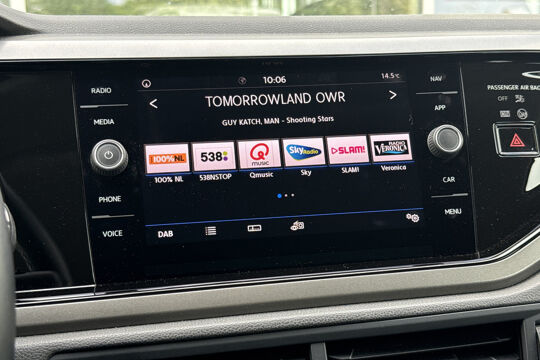 10:06
14.5°C
TOMORROWLAND OWR
GUY KATCH, MAN - Shooting Stars
100%NL
538
Q music
Sky Radio
SLAM!
RADIO VERONICA
100% NL
538NSTOP
Qmusic
Sky
SLAM!
Veronica
DAB
RADIO
MEDIA
PHONE
VOICE
NAV
APP
CAR
MENU
PASSENGER AIR BAG
OFF